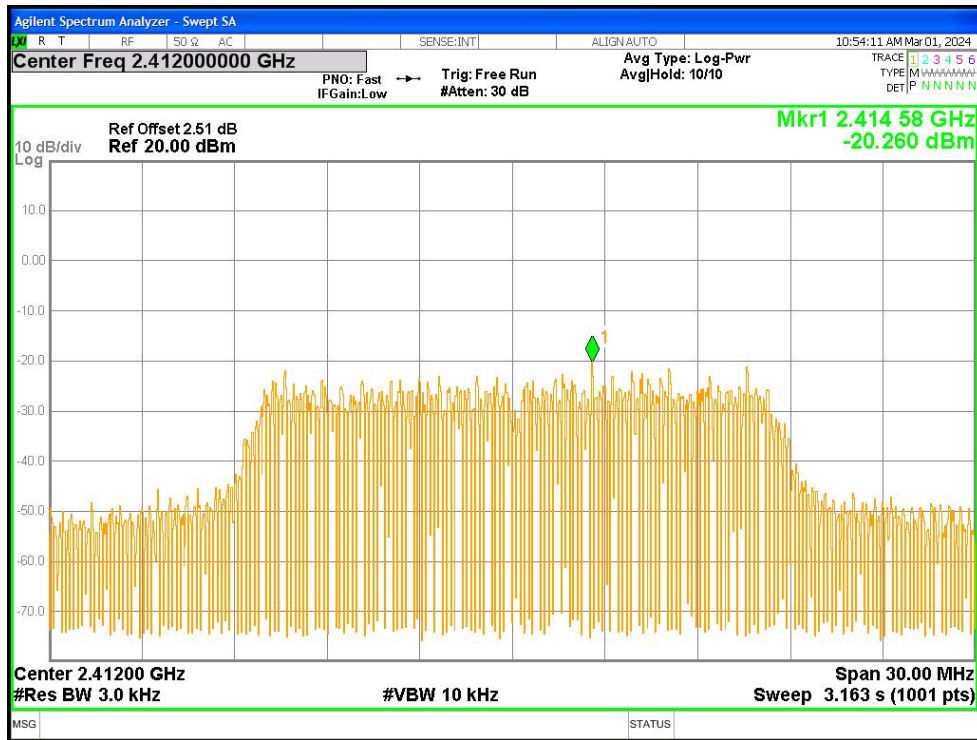 Agilent Spectrum Analyzer - Swept SA
LXI R T RF 50 Ω AC SENSE:INT ALIGN AUTO 10:54:11 AM Mar 01, 2024
Center Freq 2.412000000 GHz
PNO: Fast
IFGain:Low
Trig: Free Run
#Atten: 30 dB
Avg Type: Log-Pwr
Avg|Hold: 10/10
TRACE 1 2 3 4 5 6
TYPE M
DET P N N N N N
Ref Offset 2.51 dB
Ref 20.00 dBm
10 dB/div
Log
Mkr1 2.414 58 GHz
-20.260 dBm
10.0
0.00
-10.0
-20.0
-30.0
-40.0
-50.0
-60.0
-70.0
1
Center 2.41200 GHz
#Res BW 3.0 kHz
#VBW 10 kHz
Span 30.00 MHz
Sweep 3.163 s (1001 pts)
MSG
STATUS